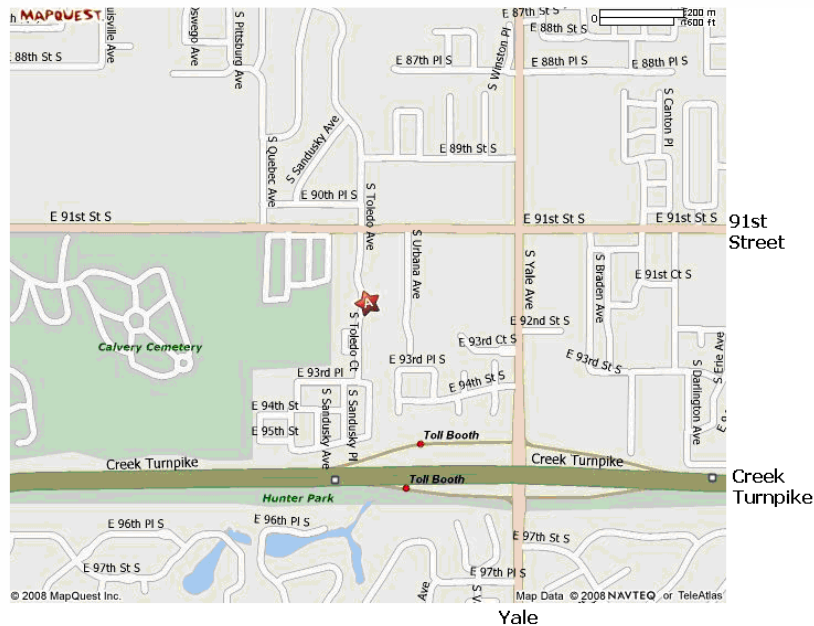 MAPQUEST.
200 m
600 ft
0
E 87th St S
E 88th St S
E 88th St S
S Pittsburg Ave
E 87th Pl S
S Winston Pl
E 88th Pl S
E 88th Pl S
S Canton Pl
S Quebec Ave
S Sandusky Ave
E 89th St S
E 90th Pl S
S Toledo Ave
E 91st St S
E 91st St S
E 91st St S
91st
Street
S Urbana Ave
S Yale Ave
S Braden Ave
E 91st Ct S
A
E 92nd St S
Calvery Cemetery
S Toledo Ct
E 93rd Ct S
E 93rd Pl S
E 93rd St S
S Erie Ave
E 93rd Pl
E 94th St S
S Darlington Ave
E 94th St
S Sandusky Ave
S Sandusky Pl
E 95th St
Toll Booth
Creek Turnpike
Creek Turnpike
Creek
Turnpike
Toll Booth
Hunter Park
E 96th Pl S
E 96th Pl S
E 97th St S
E 97th St S
E 97th Pl S
Ave
© 2008 MapQuest Inc.
Map Data © 2008 NAVTEQ or TeleAtlas
Yale